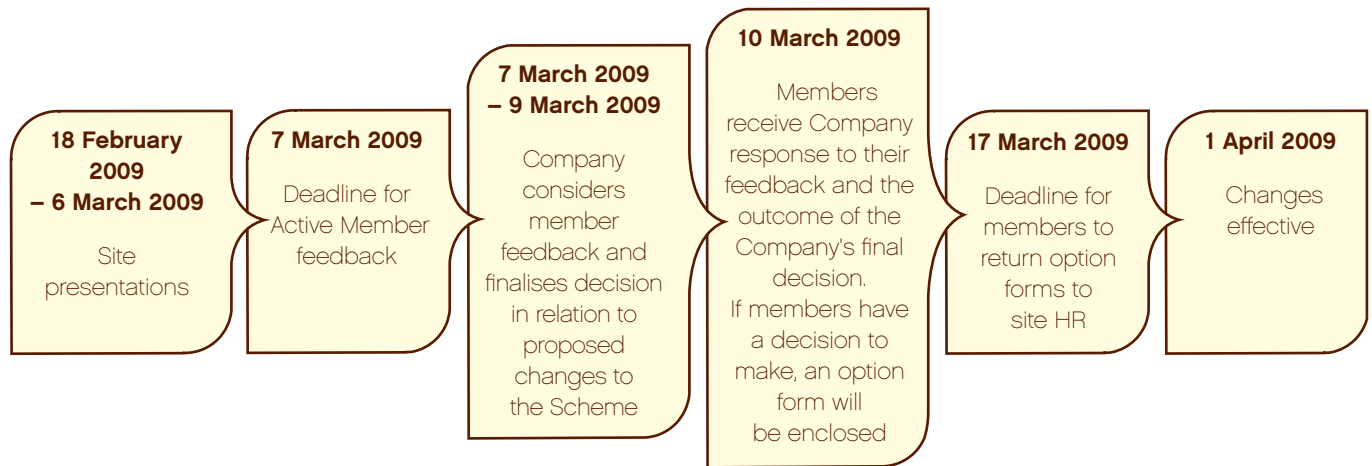 18 February
2009
– 6 March 2009
Site
presentations
7 March 2009
Deadline for
Active Member
feedback
7 March 2009
– 9 March 2009
Company
considers
member
feedback and
finalises decision
in relation to
proposed
changes to
the Scheme
10 March 2009
Members
receive Company
response to their
feedback and the
outcome of the
Company's final
decision.
If members have
a decision to
make, an option
form will
be enclosed
17 March 2009
Deadline for
members to
return option
forms to
site HR
1 April 2009
Changes
effective